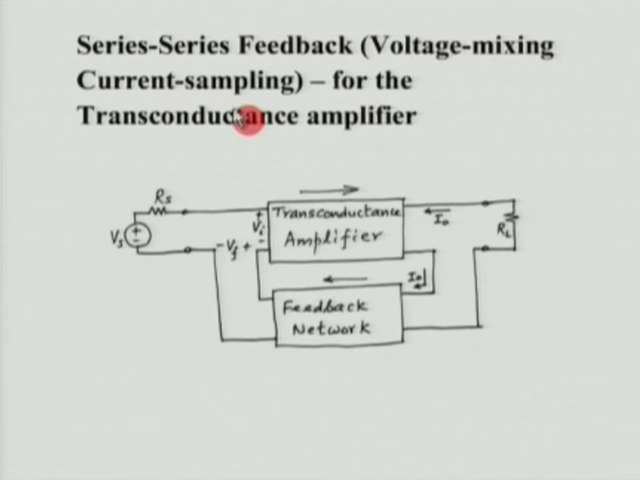 Series-Series Feedback (Voltage-mixing
Current-sampling) – for the
Transconductance amplifier
Rs
Vs
Vi
- Vf +
Transconductance
Amplifier
Io
RL
Io
Feedback
Network